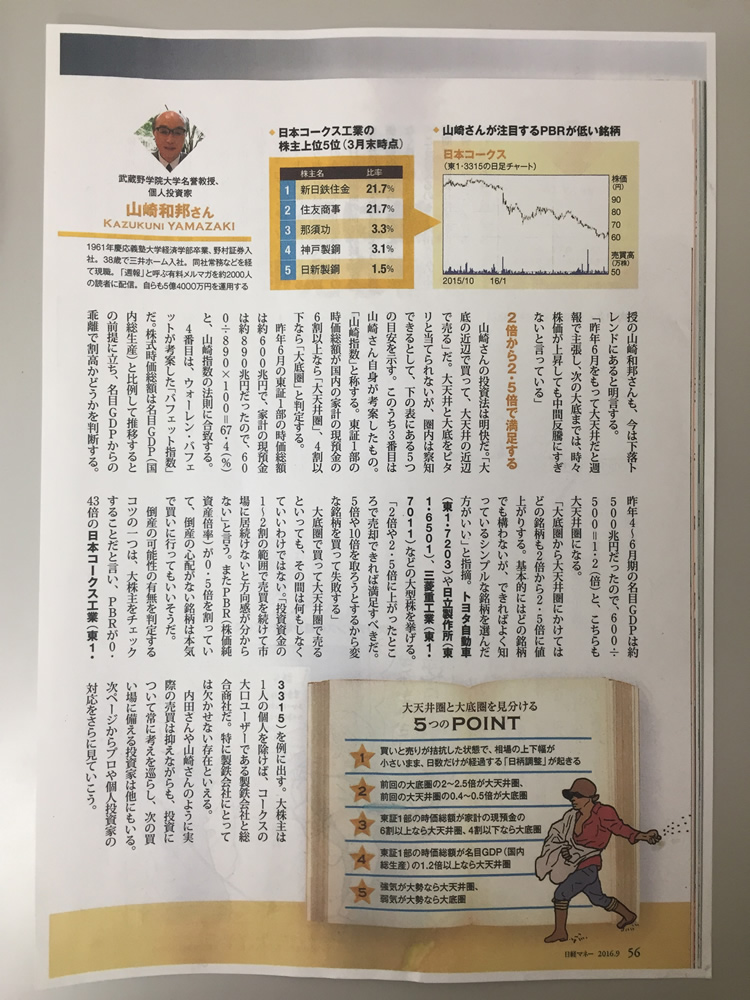 ◆山崎さんが注目するPBRが低い銘柄
日本コークス
(東1・3315の日足チャート)
株価
(円)
90
80
70
60
売買高
(万株)
50
2015/10
16/1
◆日本コークス工業の
株主上位5位(3月末時点)
株主名 比率
1 新日鉄住金 21.7%
2 住友商事 21.7%
3 那須功 3.3%
4 神戸製鋼 3.1%
5 日新製鋼 1.5%
武蔵野学院大学名誉教授、
個人投資家
山崎和邦さん
KAZUKUNI YAMAZAKI
1961年慶応義塾大学経済学部卒業、野村証券入
社。38歳で三井ホーム入社。同社常務などを経
て現職。「週報」と呼ぶ有料メルマガを約2000人
の読者に配信。自らも5億4000万円を運用する
授の山崎和邦さんも、今は下落ト
レンドにあると明言する。
「昨年6月をもって大天井だと週
報で主張し、次の大底までは、時々
株価が上昇しても中間反騰にすぎ
ないと言っている」
2倍から2・5倍で満足する
山崎さんの投資法は明快だ。「大
底の近辺で買って、大天井の近辺
で売る」だ。大天井と大底をピタ
リと当てられないが、圏内は察知
できるとして、下の表にある5つ
の目安を示す。このうち3番目は
山崎さん自身が考案したもの。
「山崎指数」と称する。東証1部の
時価総額が国内の家計の現預金の
6割以上なら「大天井圏」、4割以
下なら「大底圏」と判定する。
昨年6月の東証1部の時価総額
は約600兆円で、家計の現預金
は約890兆円だったので、60
0÷890×100=67・4(%)
と、山崎指数の法則に合致する。
4番目は、ウォーレン・バフェ
ットが考案した「バフェット指数」
だ。株式時価総額は名目GDP(国
内総生産)と比例して推移すると
の前提に立ち、名目GDPからの
乖離で割高かどうかを判断する。
昨年4〜6月期の名目GDPは約
500兆円だったので、600÷
500=1・2(倍)と、こちらも
大天井圏になる。
「大底圏から大天井圏にかけては
どの銘柄も2倍から2・5倍に値
上がりする。基本的にはどの銘柄
でも構わないが、できればよく知
っているシンプルな銘柄を選んだ
方がいい」と指摘。トヨタ自動車
(東1・7203)や日立製作所(東
1・6501)、三菱重工業(東1・
7011)などの大型株を挙げる。
「2倍や2・5倍に上がったとこ
ろで売却できれば満足すべきだ。
5倍や10倍を取ろうとするから変
な銘柄を買って失敗する」
大底圏で買って大天井圏で売る
といっても、その間は何もしなく
ていいわけではない。「投資資金の
1〜2割の範囲で売買を続けて市
場に居続けないと方向感が分から
ない」と言う。またPBR(株価純
資産倍率)が0・5倍を割ってい
て、倒産の心配がない銘柄は本気
で買いに行ってもいいそうだ。
倒産の可能性の有無を判定する
コツの一つは、大株主をチェック
することだと言い、PBRが0・
43倍の日本コークス工業(東1・
3315)を例に出す。大株主は
1人の個人を除けば、コークスの
大口ユーザーである製鉄会社と総
合商社だ。特に製鉄会社にとって
は欠かせない存在といえる。
内田さんや山崎さんのように実
際の売買は抑えながらも、投資に
ついて常に考えを巡らし、次の買
い場に備える投資家は他にもいる。
次ページからプロや個人投資家の
対応をさらに見ていこう。
大天井圏と大底圏を見分ける
5つのPOINT
1 買いと売りが拮抗した状態で、相場の上下幅が
小さいまま、日数だけが経過する「日柄調整」が起きる
2 前回の大底圏の2〜2.5倍が大天井圏、
前回の大天井圏の0.4〜0.5倍が大底圏
3 東証1部の時価総額が家計の現預金の
6割以上なら大天井圏、4割以下なら大底圏
4 東証1部の時価総額が名目GDP(国内
総生産)の1.2倍以上なら大天井圏
5 強気が大勢なら大天井圏、
弱気が大勢なら大底圏
日経マネー 2016.9 56